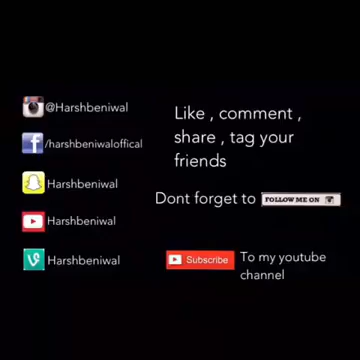 @Harshbeniwal
/harshbeniwaloffical
Harshbeniwal
Harshbeniwal
Harshbeniwal
Like , comment ,
share , tag your
friends
Dont forget to FOLLOW ME ON
Subscribe To my youtube
channel